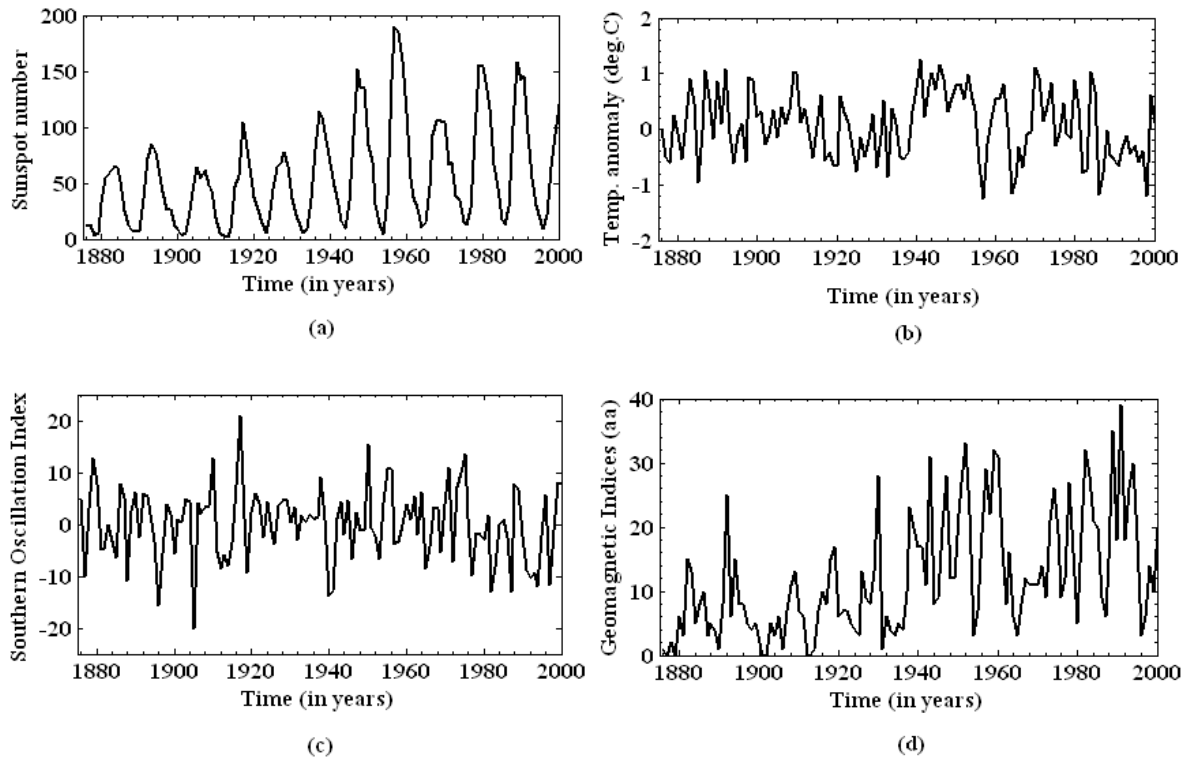 Sunspot number
200
150
100
50
0
1880 1900 1920 1940 1960 1980 2000
Time (in years)
(a)
Temp. anomaly (deg.C)
2
1
0
-1
-2
1880 1900 1920 1940 1960 1980 2000
Time (in years)
(b)
Southern Oscillation Index
20
10
0
-10
-20
1880 1900 1920 1940 1960 1980 2000
Time (in years)
(c)
Geomagnetic Indices (aa)
40
30
20
10
0
1880 1900 1920 1940 1960 1980 2000
Time (in years)
(d)